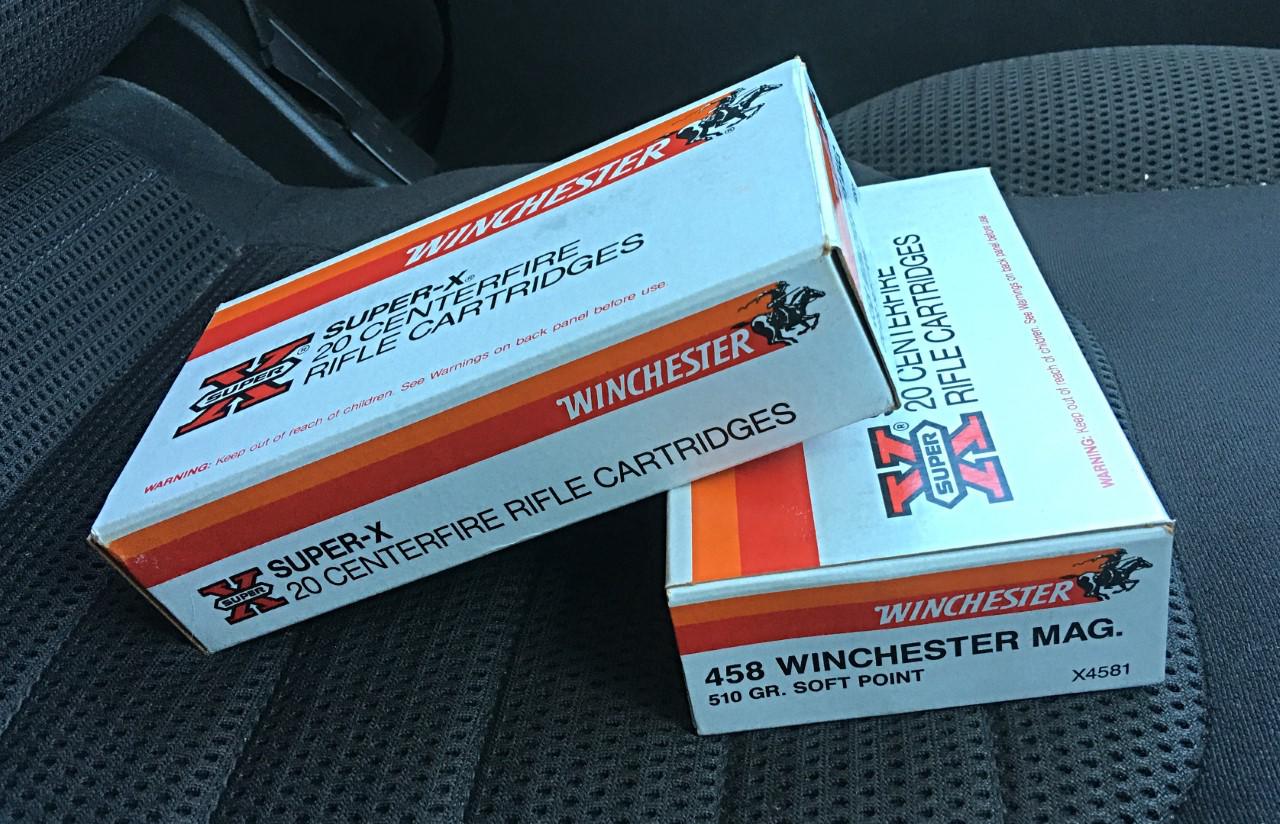 WINCHESTER®
SUPER-X®
20 CENTERFIRE
RIFLE CARTRIDGES
X SUPER X®
WARNING: Keep out of reach of children. See Warnings on back panel before use.
WINCHESTER
X SUPER X
SUPER-X
20 CENTERFIRE RIFLE CARTRIDGES
20 CENTERFIRE
RIFLE CARTRIDGES
X SUPER X®
WARNING: Keep out of reach of children. See Warnings on back panel before use.
WINCHESTER
458 WINCHESTER MAG.
510 GR. SOFT POINT
X4581